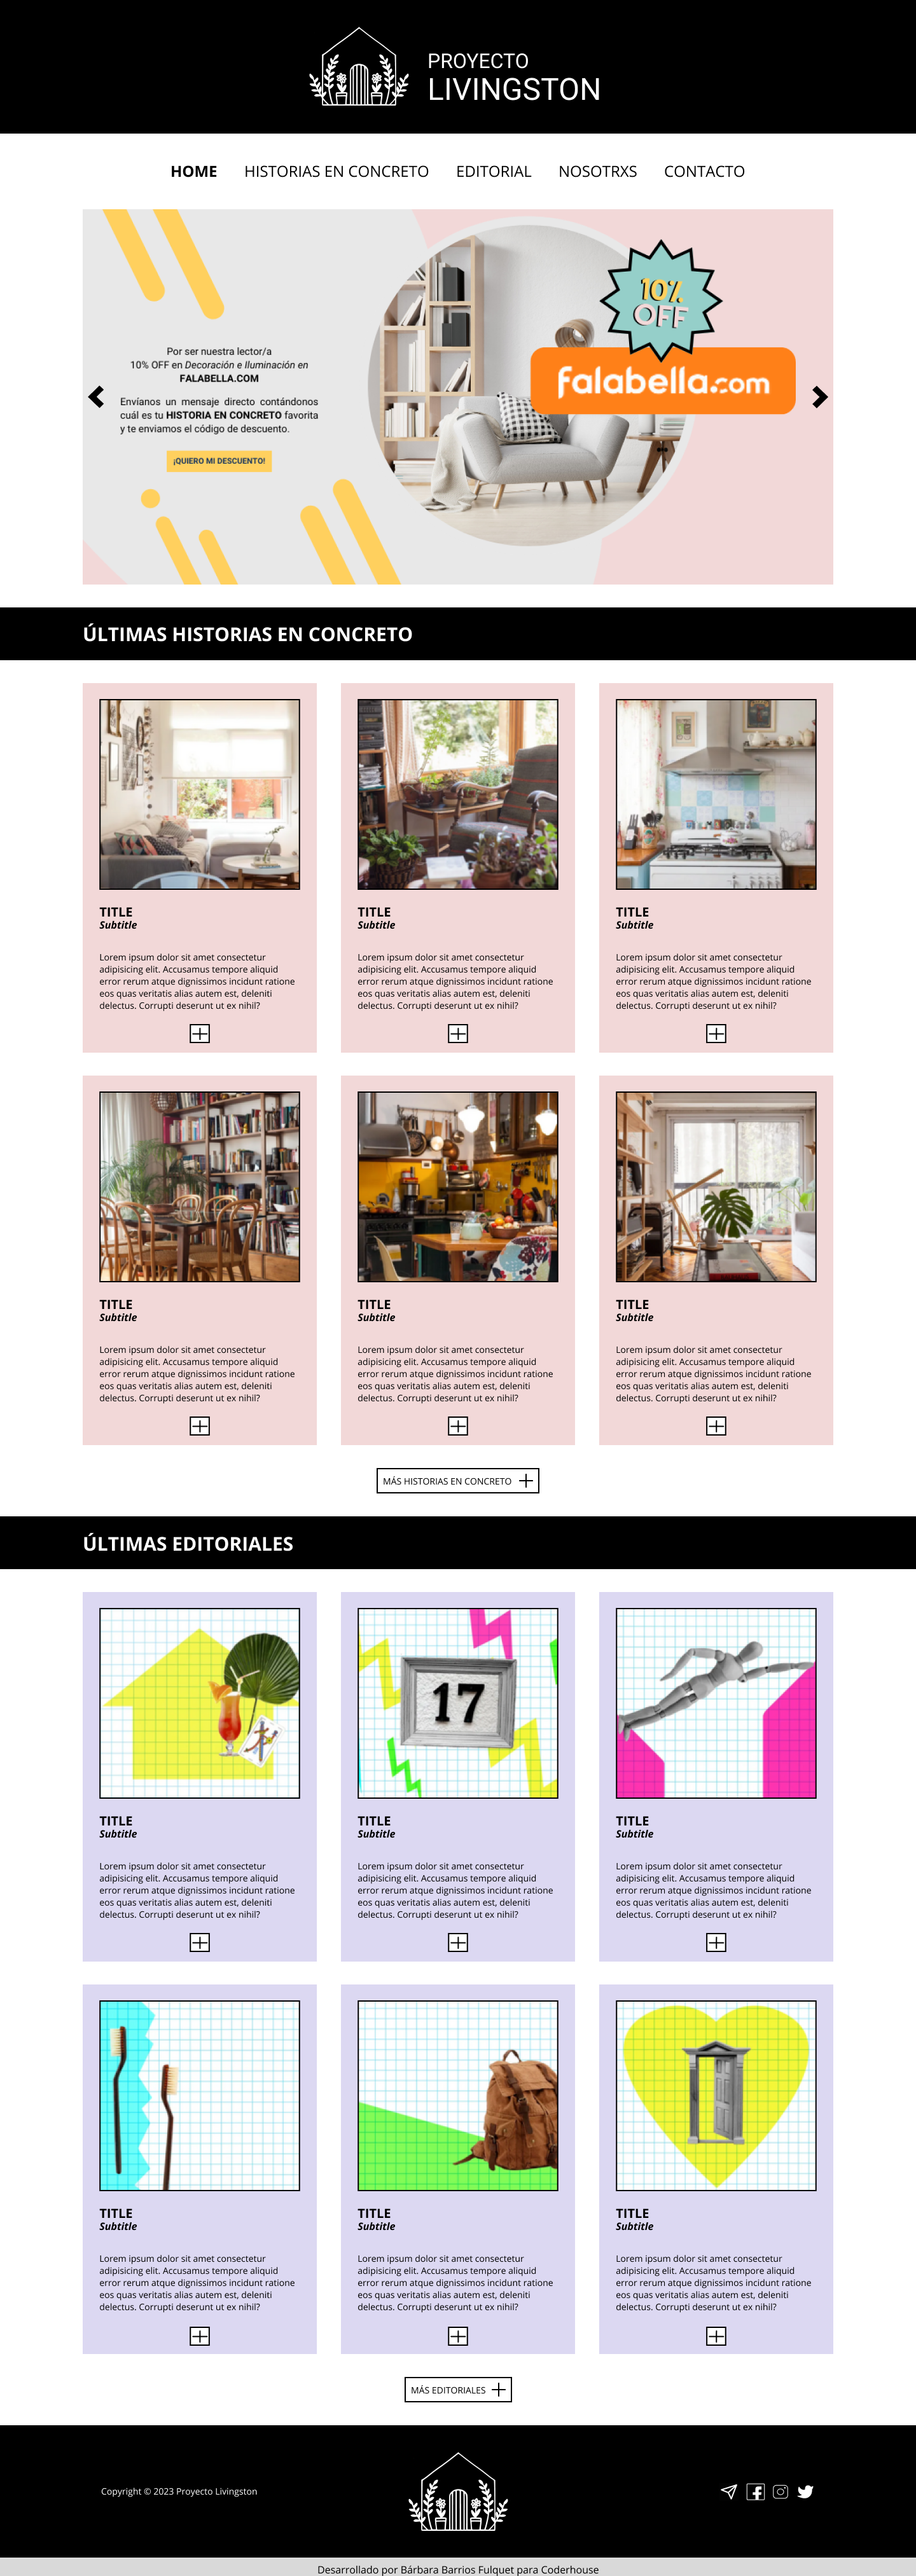 PROYECTO
LIVINGSTON
HOME HISTORIAS EN CONCRETO EDITORIAL NOSOTRXS CONTACTO
Por ser nuestra lector/a
10% OFF en Decoración e Iluminación en
FALABELLA.COM
Envíanos un mensaje directo contándonos
cuál es tu HISTORIA EN CONCRETO favorita
y te enviamos el código de descuento.
¡QUIERO MI DESCUENTO!
10%
OFF
falabella.com
ÚLTIMAS HISTORIAS EN CONCRETO
TITLE
Subtitle
Lorem ipsum dolor sit amet consectetur
adipisicing elit. Accusamus tempore aliquid
error rerum atque dignissimos incidunt ratione
eos quas veritatis alias autem est, deleniti
delectus. Corrupti deserunt ut ex nihil?
TITLE
Subtitle
Lorem ipsum dolor sit amet consectetur
adipisicing elit. Accusamus tempore aliquid
error rerum atque dignissimos incidunt ratione
eos quas veritatis alias autem est, deleniti
delectus. Corrupti deserunt ut ex nihil?
TITLE
Subtitle
Lorem ipsum dolor sit amet consectetur
adipisicing elit. Accusamus tempore aliquid
error rerum atque dignissimos incidunt ratione
eos quas veritatis alias autem est, deleniti
delectus. Corrupti deserunt ut ex nihil?
TITLE
Subtitle
Lorem ipsum dolor sit amet consectetur
adipisicing elit. Accusamus tempore aliquid
error rerum atque dignissimos incidunt ratione
eos quas veritatis alias autem est, deleniti
delectus. Corrupti deserunt ut ex nihil?
TITLE
Subtitle
Lorem ipsum dolor sit amet consectetur
adipisicing elit. Accusamus tempore aliquid
error rerum atque dignissimos incidunt ratione
eos quas veritatis alias autem est, deleniti
delectus. Corrupti deserunt ut ex nihil?
TITLE
Subtitle
Lorem ipsum dolor sit amet consectetur
adipisicing elit. Accusamus tempore aliquid
error rerum atque dignissimos incidunt ratione
eos quas veritatis alias autem est, deleniti
delectus. Corrupti deserunt ut ex nihil?
MÁS HISTORIAS EN CONCRETO
ÚLTIMAS EDITORIALES
TITLE
Subtitle
Lorem ipsum dolor sit amet consectetur
adipisicing elit. Accusamus tempore aliquid
error rerum atque dignissimos incidunt ratione
eos quas veritatis alias autem est, deleniti
delectus. Corrupti deserunt ut ex nihil?
17
TITLE
Subtitle
Lorem ipsum dolor sit amet consectetur
adipisicing elit. Accusamus tempore aliquid
error rerum atque dignissimos incidunt ratione
eos quas veritatis alias autem est, deleniti
delectus. Corrupti deserunt ut ex nihil?
TITLE
Subtitle
Lorem ipsum dolor sit amet consectetur
adipisicing elit. Accusamus tempore aliquid
error rerum atque dignissimos incidunt ratione
eos quas veritatis alias autem est, deleniti
delectus. Corrupti deserunt ut ex nihil?
TITLE
Subtitle
Lorem ipsum dolor sit amet consectetur
adipisicing elit. Accusamus tempore aliquid
error rerum atque dignissimos incidunt ratione
eos quas veritatis alias autem est, deleniti
delectus. Corrupti deserunt ut ex nihil?
TITLE
Subtitle
Lorem ipsum dolor sit amet consectetur
adipisicing elit. Accusamus tempore aliquid
error rerum atque dignissimos incidunt ratione
eos quas veritatis alias autem est, deleniti
delectus. Corrupti deserunt ut ex nihil?
TITLE
Subtitle
Lorem ipsum dolor sit amet consectetur
adipisicing elit. Accusamus tempore aliquid
error rerum atque dignissimos incidunt ratione
eos quas veritatis alias autem est, deleniti
delectus. Corrupti deserunt ut ex nihil?
MÁS EDITORIALES
Copyright © 2023 Proyecto Livingston
Desarrollado por Bárbara Barrios Fulquet para Coderhouse